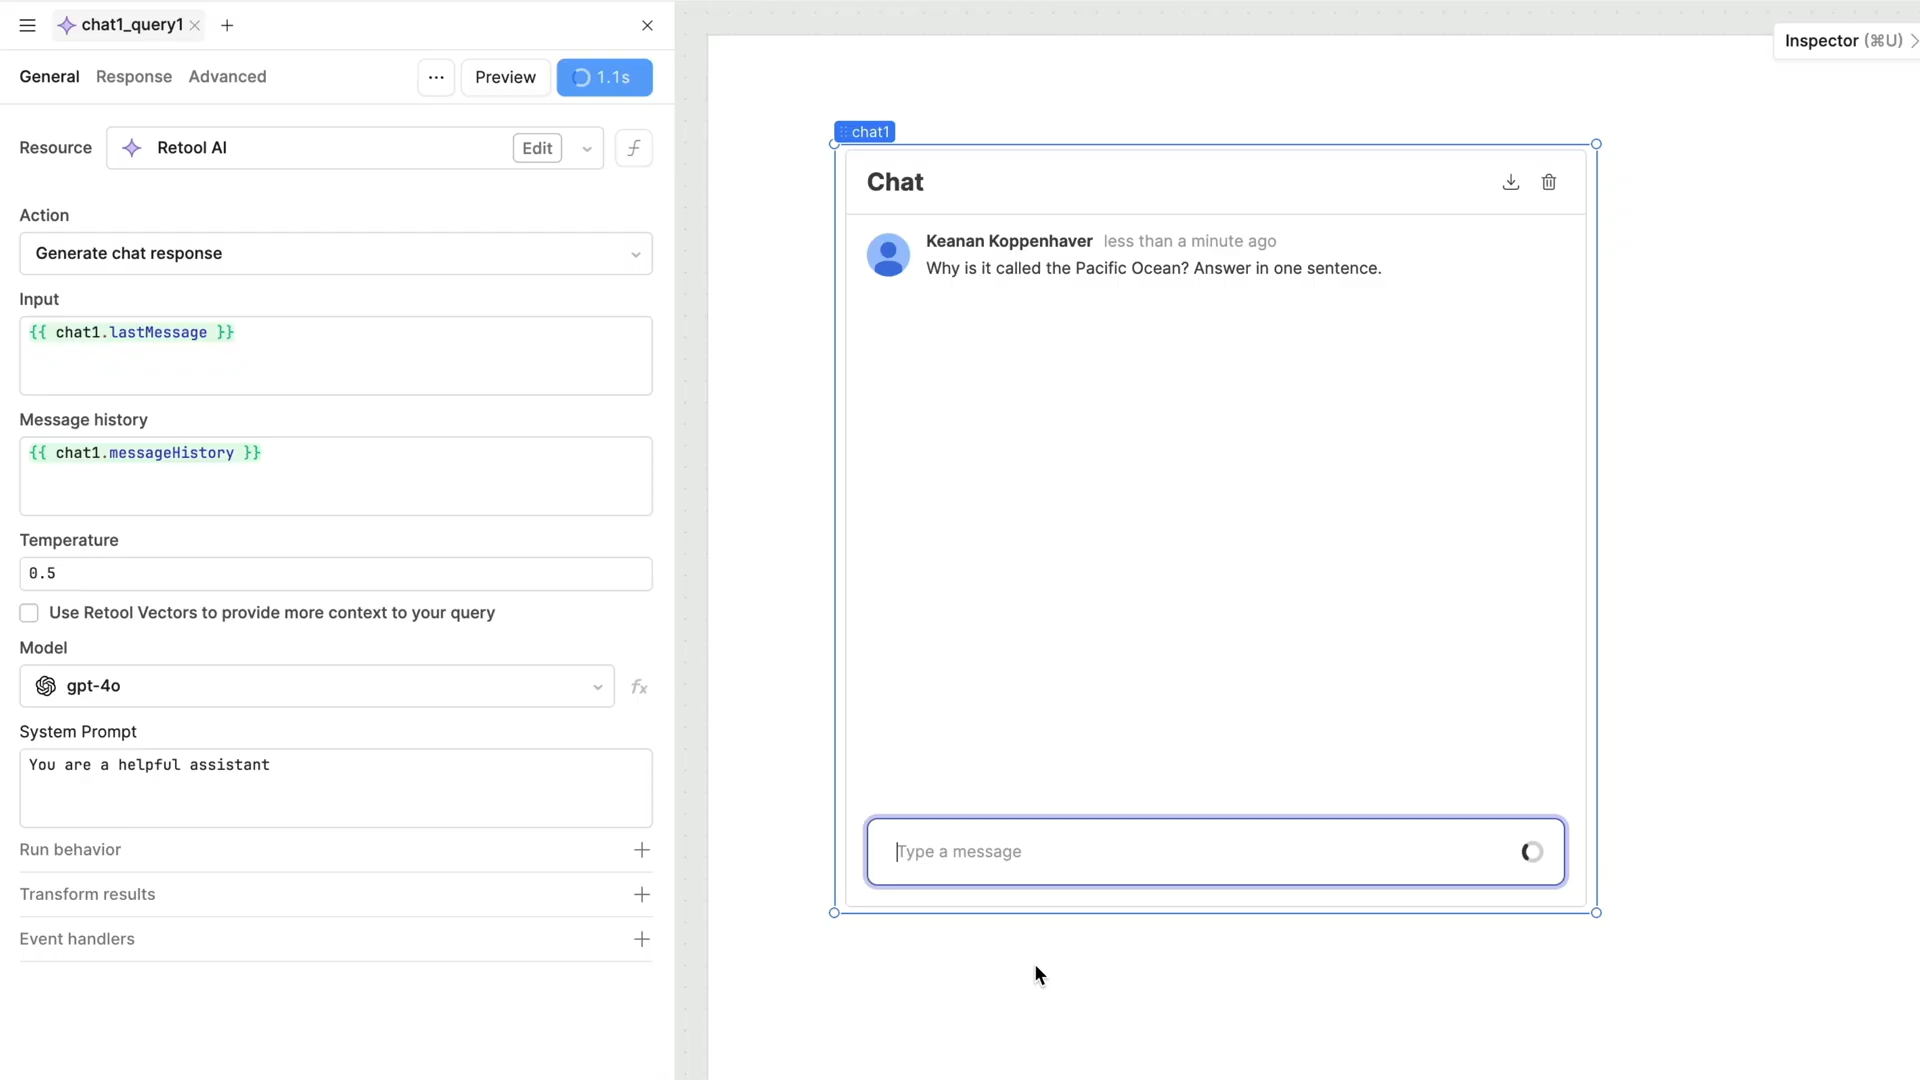 chat1_query1
General Response Advanced
Preview
1.1s
Resource
Retool AI
Edit
Action
Generate chat response
Input
{{ chat1.lastMessage }}
Message history
{{ chat1.messageHistory }}
Temperature
0.5
Use Retool Vectors to provide more context to your query
Model
gpt-4o
fx
System Prompt
You are a helpful assistant
Run behavior
Transform results
Event handlers
Inspector (⌘U)
chat1
Chat
Keanan Koppenhaver less than a minute ago
Why is it called the Pacific Ocean? Answer in one sentence.
Type a message